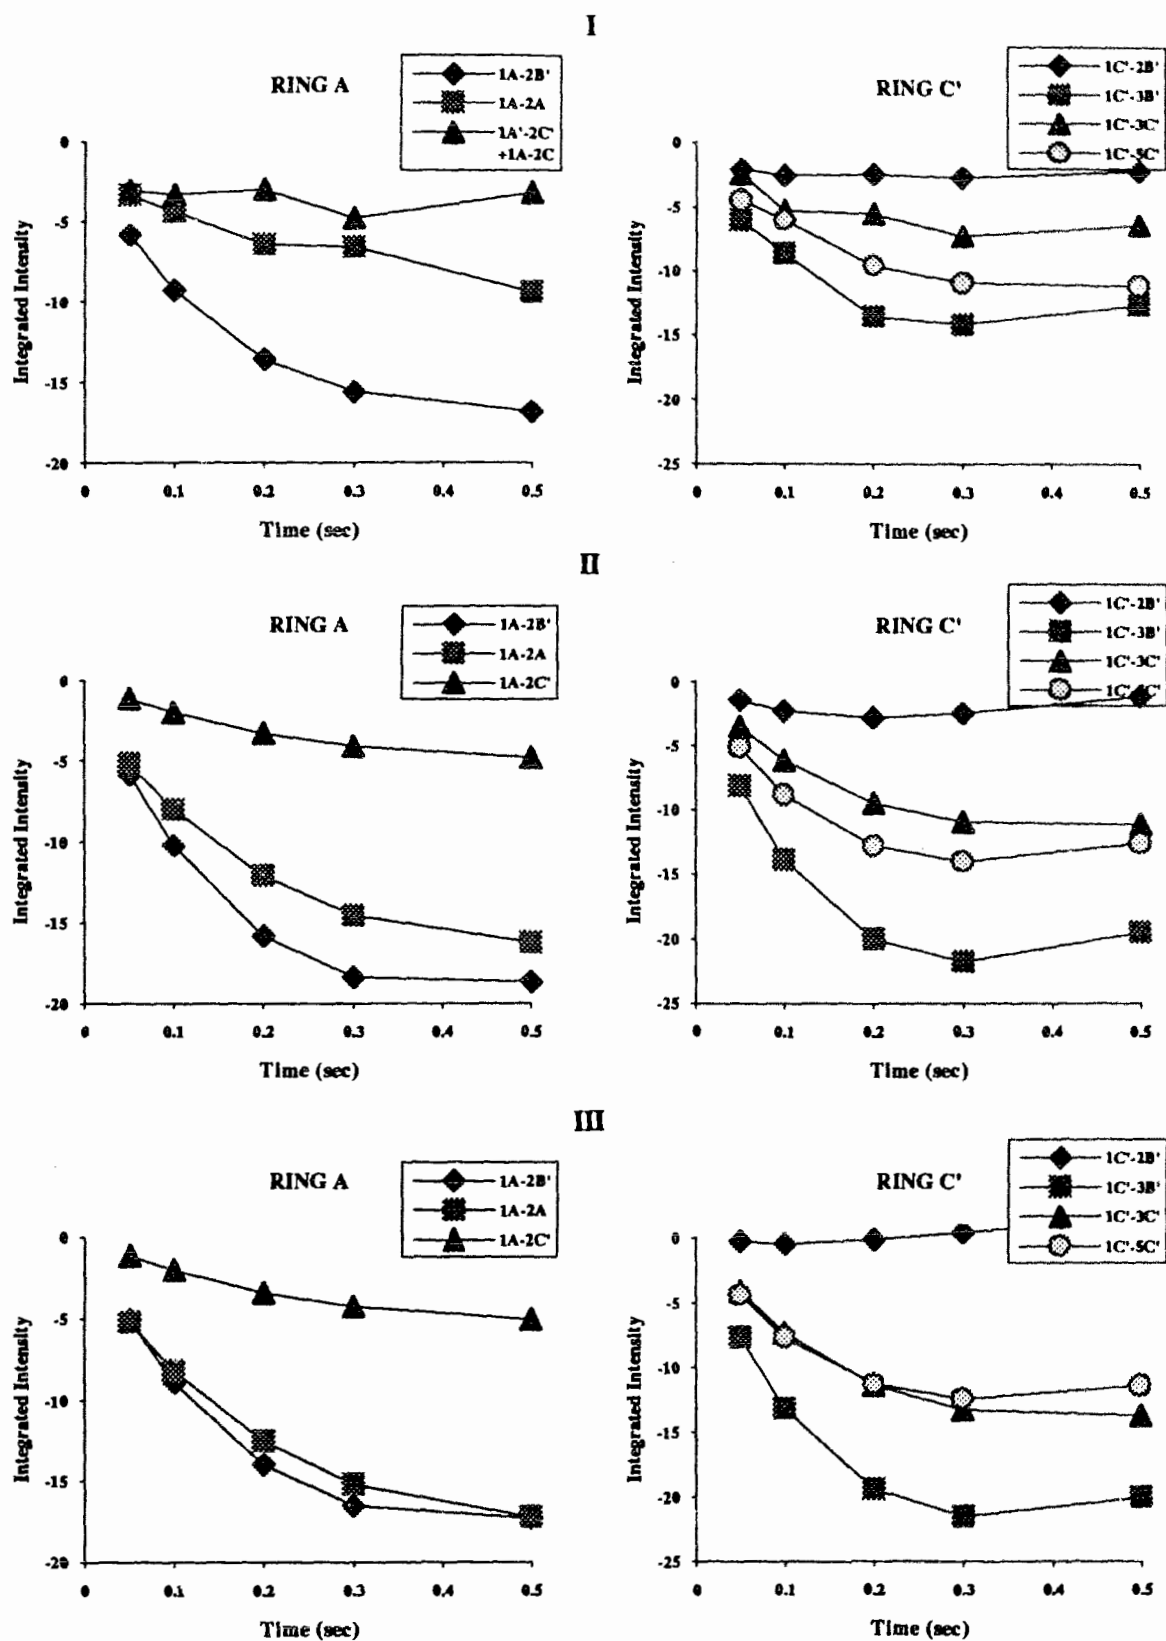 I
RING A
1A-2B'
1A-2A
1A'-2C'
+1A-2C
0
-5
-10
-15
-20
Integrated Intensity
0 0.1 0.2 0.3 0.4 0.5
Time (sec)
RING C'
1C'-2B'
1C'-3B'
1C'-3C'
1C'-5C'
0
-5
-10
-15
-20
-25
Integrated Intensity
0 0.1 0.2 0.3 0.4 0.5
Time (sec)
II
RING A
1A-2B'
1A-2A
1A-2C'
0
-5
-10
-15
-20
Integrated Intensity
0 0.1 0.2 0.3 0.4 0.5
Time (sec)
RING C'
1C'-2B'
1C'-3B'
1C'-3C'
0
-5
-10
-15
-20
-25
Integrated Intensity
0 0.1 0.2 0.3 0.4 0.5
Time (sec)
III
RING A
1A-2B'
1A-2A
1A-2C'
0
-5
-10
-15
-20
Integrated Intensity
0 0.1 0.2 0.3 0.4 0.5
Time (sec)
RING C'
1C'-2B'
1C'-3B'
1C'-3C'
1C'-5C'
0
-5
-10
-15
-20
-25
Integrated Intensity
0 0.1 0.2 0.3 0.4 0.5
Time (sec)